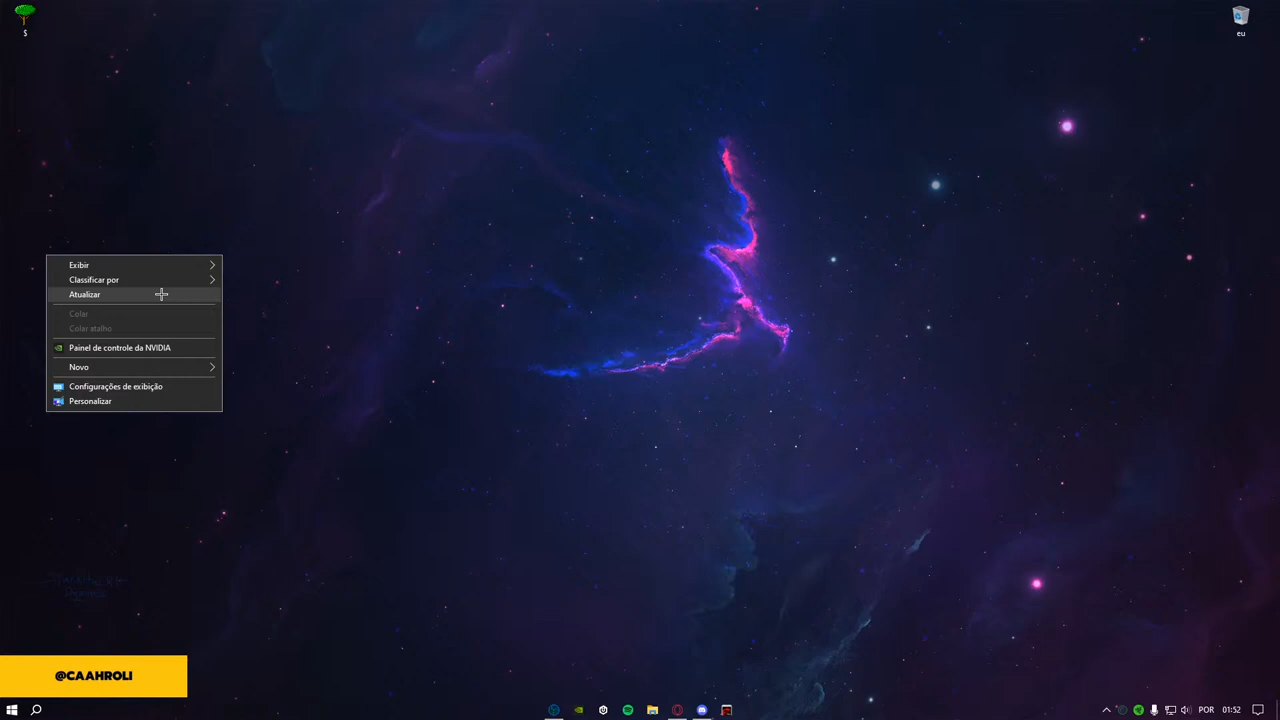 $
eu
Exibir
Classificar por
Atualizar
Colar
Colar atalho
Painel de controle da NVIDIA
Novo
Configurações de exibição
Personalizar
@CAAHROLI
POR
01:52